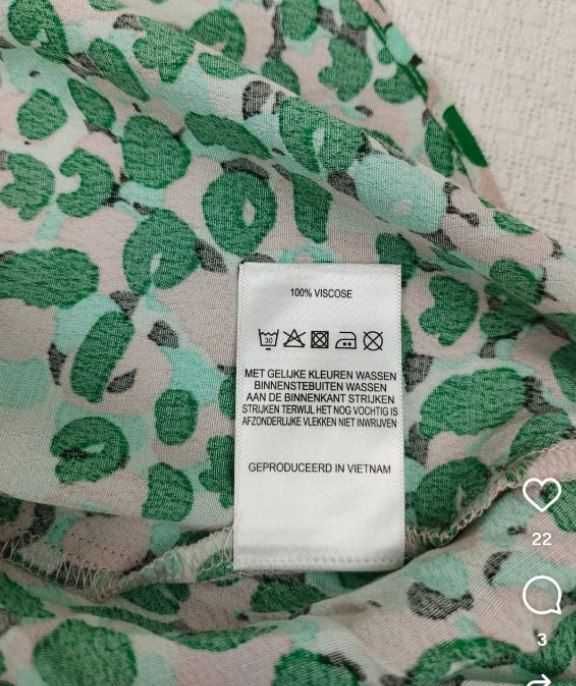 100% VISCOSE
30
MET GELIJKE KLEUREN WASSEN
BINNENSTEBUITEN WASSEN
AAN DE BINNENKANT STRIJKEN
STRIJKEN TERWIJL HET NOG VOCHTIG IS
AFZONDERLIJKE VLEKKEN NIET INWRIJVEN
GEPRODUCEERD IN VIETNAM
22
3